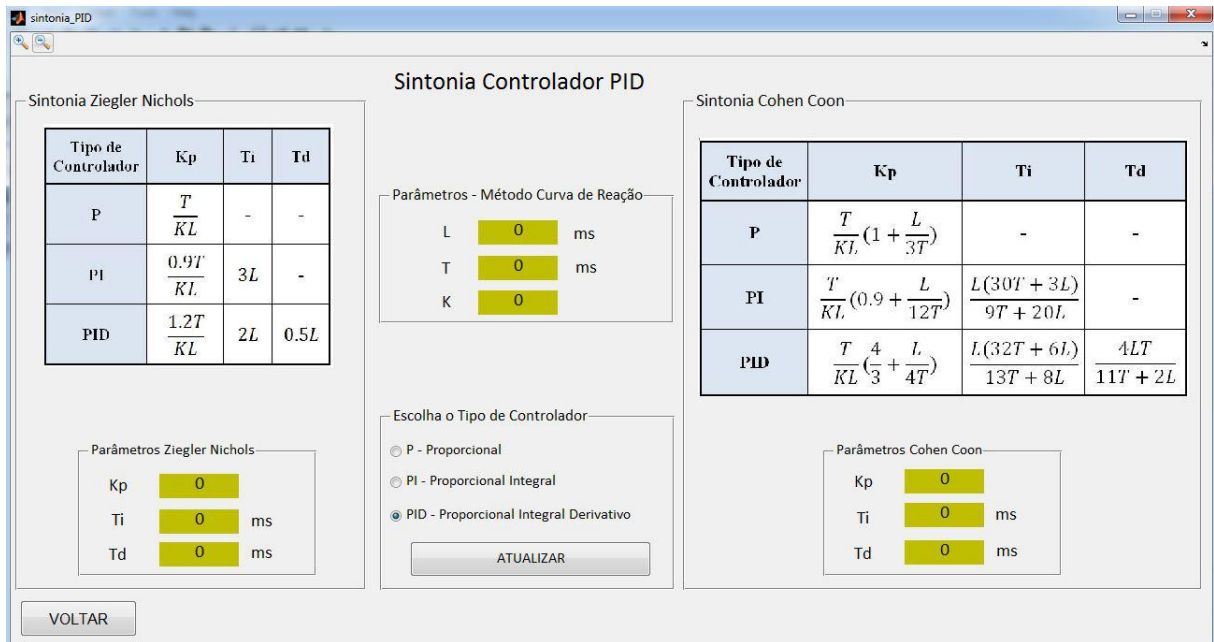 sintonia_PID
Sintonia Controlador PID
Sintonia Ziegler Nichols
Tipo de Controlador Kp Ti Td
P T/KL - -
PI 0.9T/KL 3L -
PID 1.2T/KL 2L 0.5L
Parâmetros Ziegler Nichols
Kp 0
Ti 0 ms
Td 0 ms
Parâmetros - Método Curva de Reação
L 0 ms
T 0 ms
K 0
Escolha o Tipo de Controlador
P - Proporcional
PI - Proporcional Integral
PID - Proporcional Integral Derivativo
ATUALIZAR
Sintonia Cohen Coon
Tipo de Controlador Kp Ti Td
P T/KL(1 + L/3T) - -
PI T/KL(0.9 + L/12T) L(30T + 3L)/9T + 20L -
PID T/KL(4/3 + L/4T) L(32T + 6L)/13T + 8L 4LT/11T + 2L
Parâmetros Cohen Coon
Kp 0
Ti 0 ms
Td 0 ms
VOLTAR